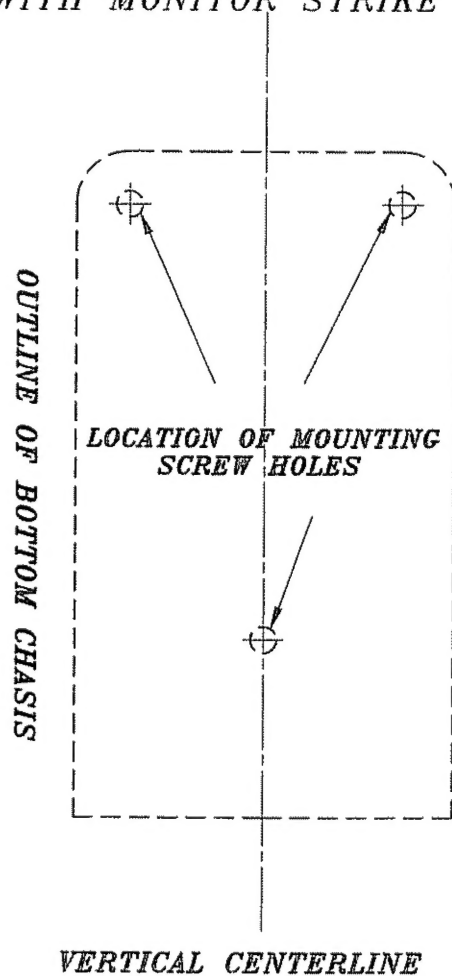 WITH MONITOR STRIKE
OUTLINE OF BOTTOM CHASIS
LOCATION OF MOUNTING
SCREW HOLES
VERTICAL CENTERLINE